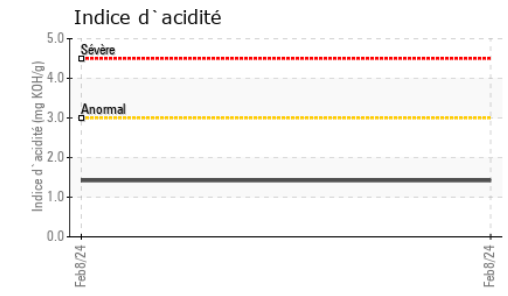 Indice d`acidité
Indice d`acidité (mg KOH/g)
5.0
Sévère
4.0
Anormal
3.0
2.0
1.0
0.0
Feb8/24
Feb8/24